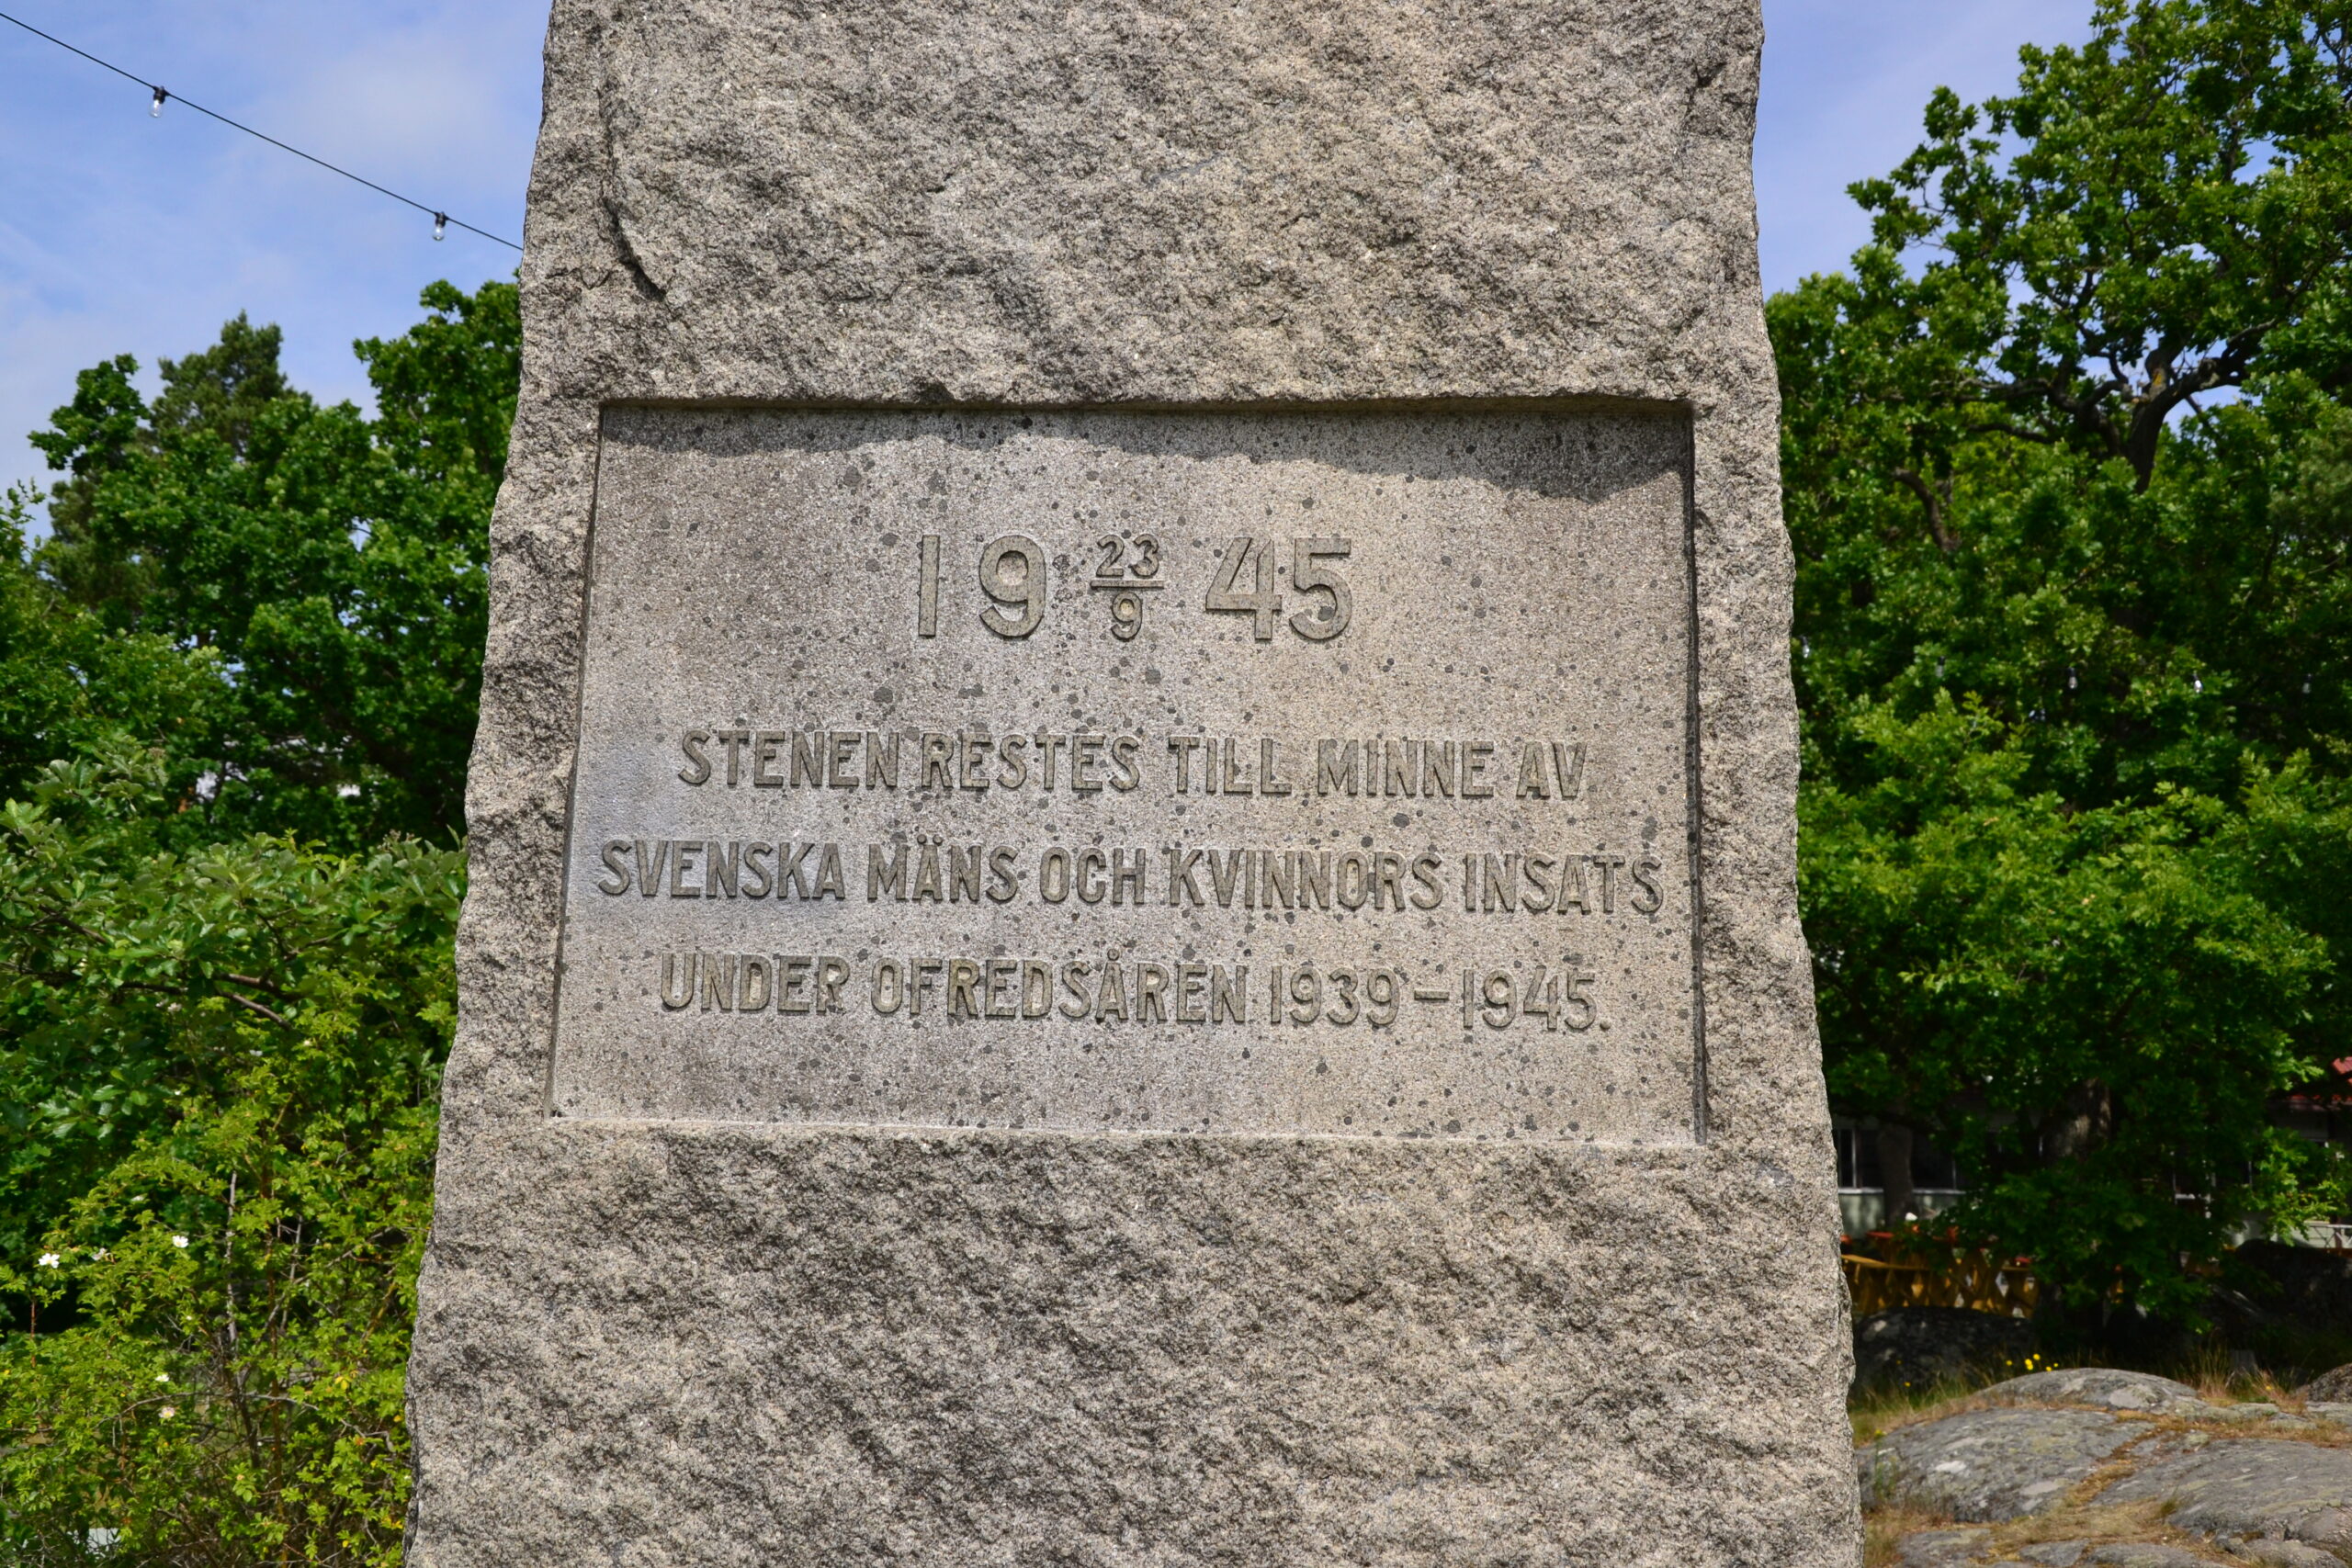 19 23/9 45
STENEN RESTES TILL MINNE AV
SVENSKA MÄNS OCH KVINNORS INSATS
UNDER OFREDSÅREN 1939–1945.